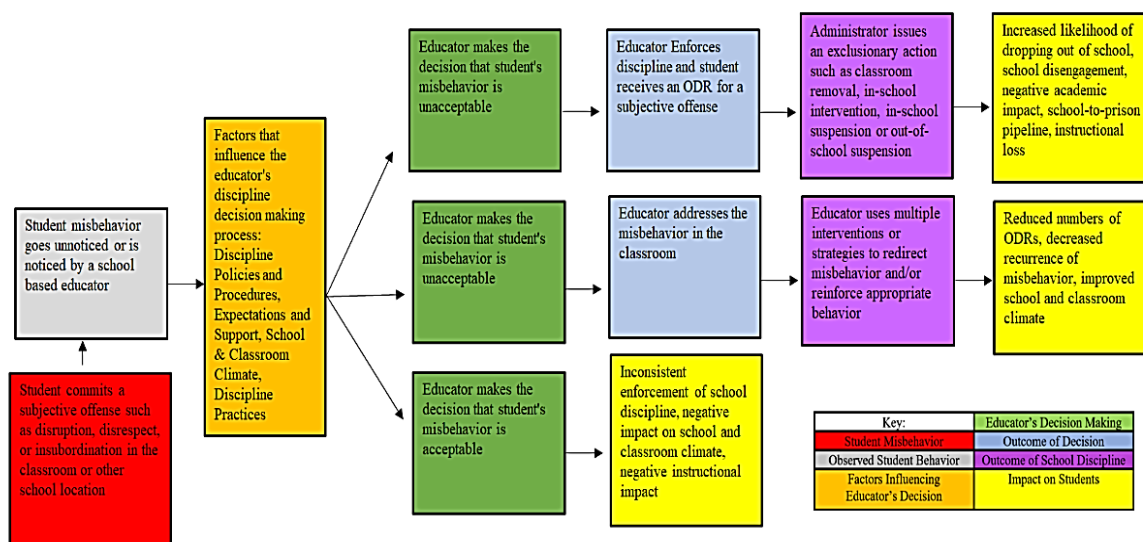 Educator makes the
decision that student's
misbehavior is
unacceptable
Educator Enforces
discipline and student
receives an ODR for a
subjective offense
Administrator issues
an exclusionary action
such as classroom
removal, in-school
intervention, in-school
suspension or out-of-
school suspension
Increased likelihood of
dropping out of school,
school disengagement,
negative academic
impact, school-to-prison
pipeline, instructional
loss
Factors that
influence the
educator's
discipline
decision making
process:
Discipline
Policies and
Procedures,
Expectations and
Support, School
& Classroom
Climate,
Discipline
Practices
Student misbehavior
goes unnoticed or is
noticed by a school
based educator
Educator makes the
decision that student's
misbehavior is
unacceptable
Educator addresses the
misbehavior in the
classroom
Educator uses multiple
interventions or
strategies to redirect
misbehavior and/or
reinforce appropriate
behavior
Reduced numbers of
ODRs, decreased
recurrence of
misbehavior, improved
school and classroom
climate
Student commits a
subjective offense such
as disruption, disrespect,
or insubordination in the
classroom or other
school location
Educator makes the
decision that student's
misbehavior is
acceptable
Inconsistent
enforcement of school
discipline, negative
impact on school and
classroom climate,
negative instructional
impact
Key:
Educator's Decision Making
Student Misbehavior
Outcome of Decision
Observed Student Behavior
Outcome of School Discipline
Factors Influencing
Educator's Decision
Impact on Students